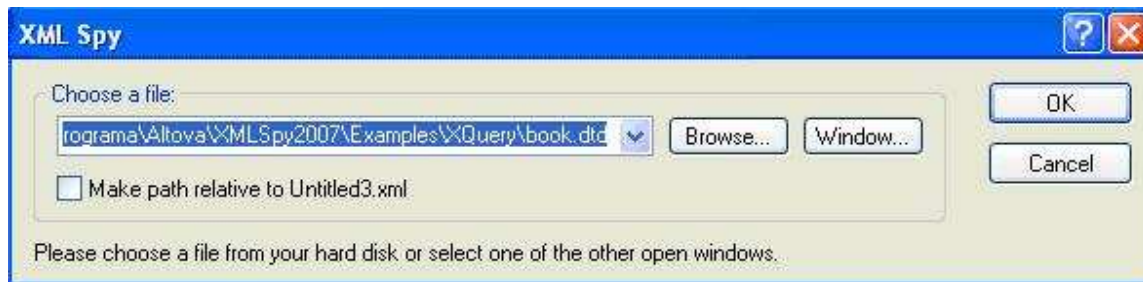 XML Spy
Choose a file:
rograma\Altova\XMLSpy2007\Examples\XQuery\book.dtd
Browse...
Window...
OK
Cancel
Make path relative to Untitled3.xml
Please choose a file from your hard disk or select one of the other open windows.